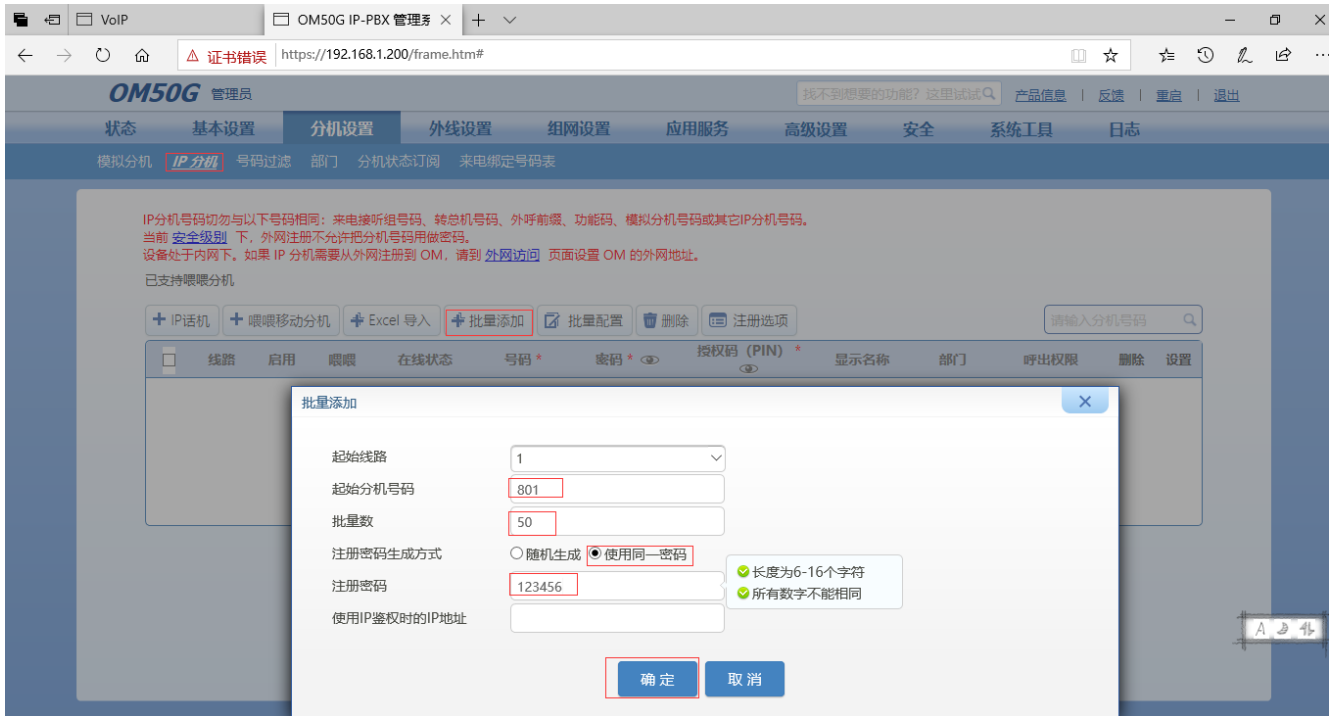 VoIP
OM50G IP-PBX 管理系
证书错误 https://192.168.1.200/frame.htm#
OM50G 管理员 找不到想要的功能？这里试试 产品信息 | 反馈 | 重启 | 退出
状态 基本设置 分机设置 外线设置 组网设置 应用服务 高级设置 安全 系统工具 日志
模拟分机 IP 分机 号码过滤 部门 分机状态订阅 来电绑定号码表
IP分机号码切勿与以下号码相同：来电接听组号码、转总机号码、外呼前缀、功能码、模拟分机号码或其它IP分机号码。
当前 安全级别 下，外网注册不允许把分机号码用做密码。
设备处于内网下。如果 IP 分机需要从外网注册到 OM，请到 外网访问 页面设置 OM 的外网地址。
已支持喂喂分机
IP话机 喂喂移动分机 Excel 导入 批量添加 批量配置 删除 注册选项 请输入分机号码
线路 启用 喂喂 在线状态 号码 * 密码 * 授权码 (PIN) * 显示名称 部门 呼出权限 删除 设置
批量添加
起始线路 1
起始分机号码 801
批量数 50
注册密码生成方式 随机生成 使用同一密码
长度为6-16个字符
注册密码 123456
所有数字不能相同
使用IP鉴权时的IP地址
确 定 取 消